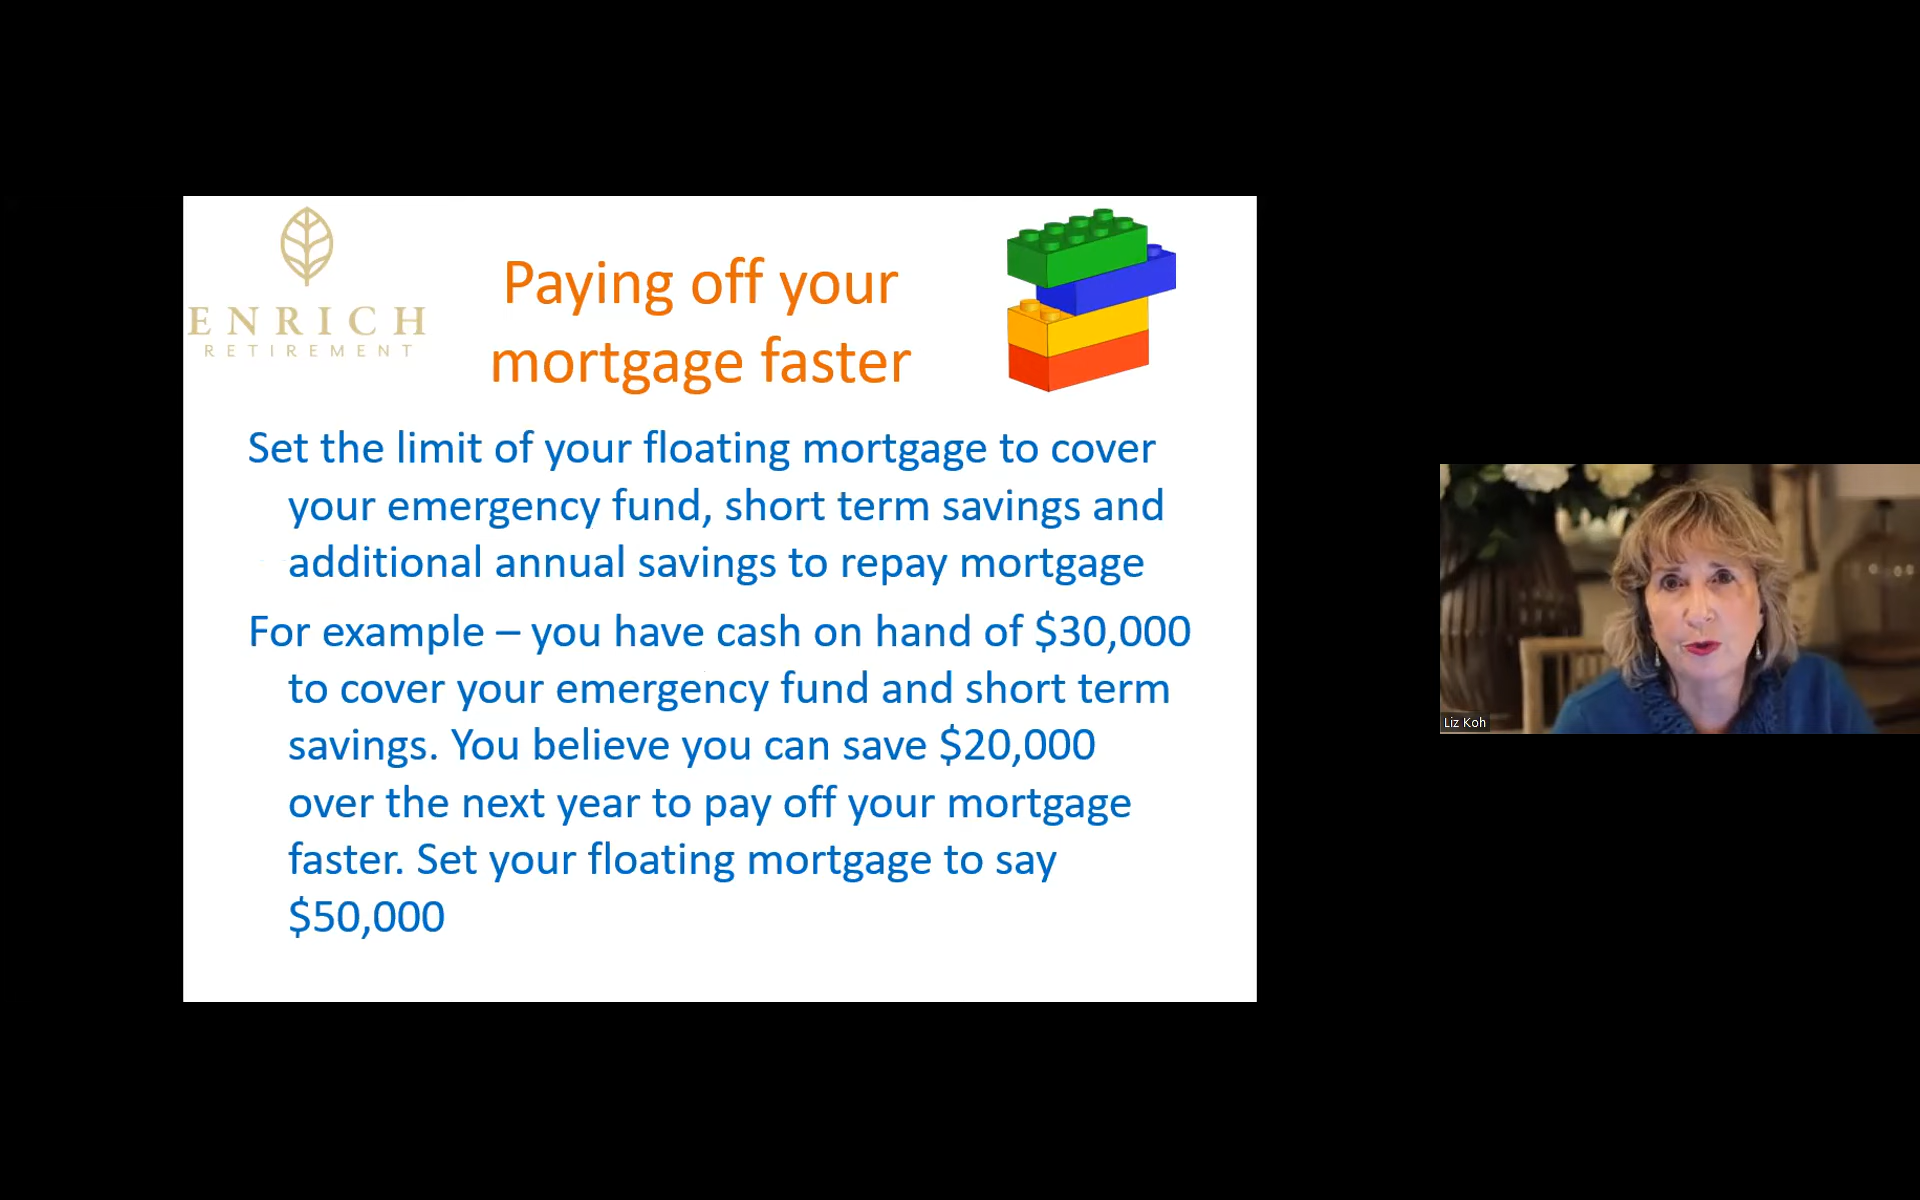 ENRICH
RETIREMENT
Paying off your
mortgage faster
Set the limit of your floating mortgage to cover
your emergency fund, short term savings and
additional annual savings to repay mortgage
For example – you have cash on hand of $30,000
to cover your emergency fund and short term
savings. You believe you can save $20,000
over the next year to pay off your mortgage
faster. Set your floating mortgage to say
$50,000
Liz Koh